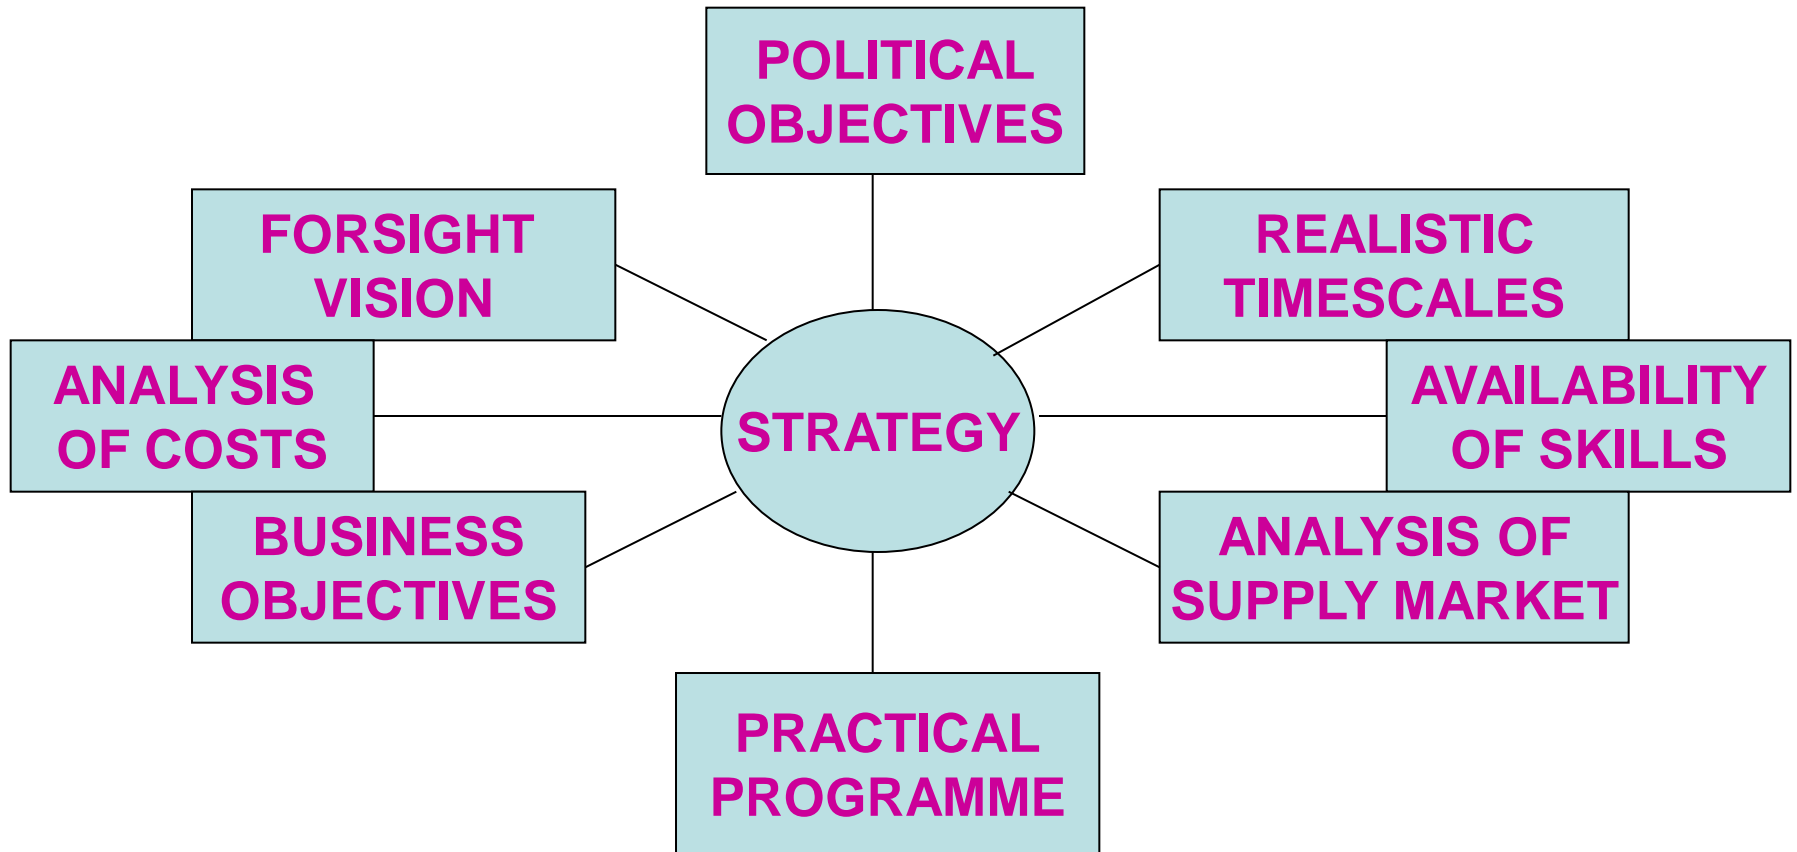 POLITICAL
OBJECTIVES
FORSIGHT
VISION
REALISTIC
TIMESCALES
ANALYSIS
OF COSTS
STRATEGY
AVAILABILITY
OF SKILLS
BUSINESS
OBJECTIVES
ANALYSIS OF
SUPPLY MARKET
PRACTICAL
PROGRAMME